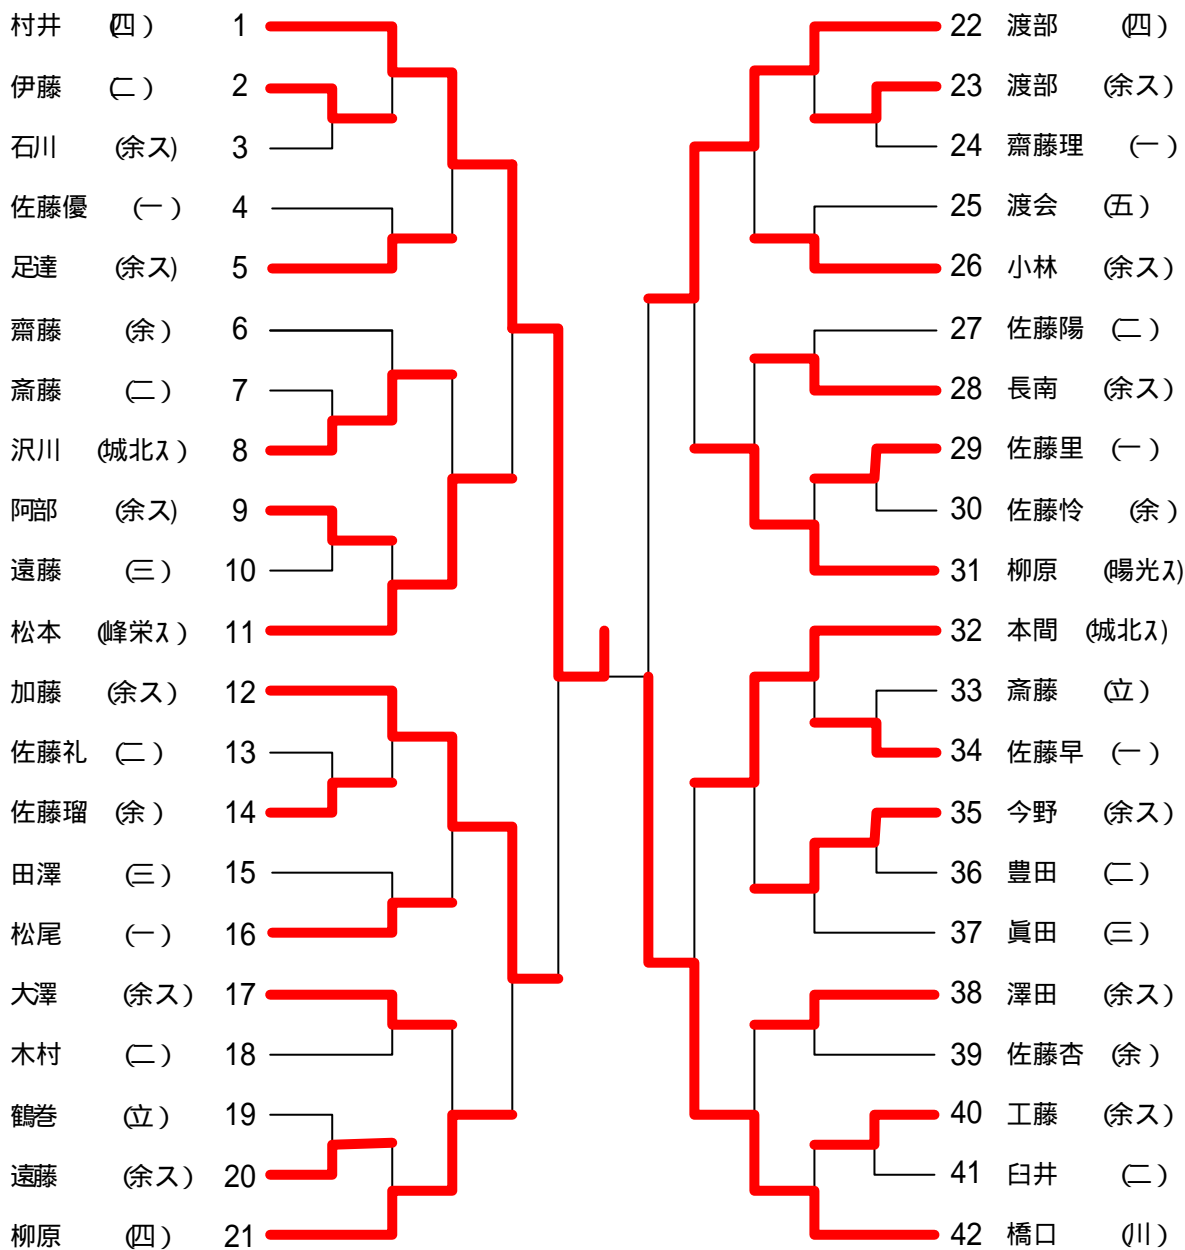 村井 (四) 1
伊藤 (二) 2
石川 (余ス) 3
佐藤優 (一) 4
足達 (余ス) 5
齋藤 (余) 6
斎藤 (二) 7
沢川 (城北ス) 8
阿部 (余ス) 9
遠藤 (三) 10
松本 (峰栄ス) 11
加藤 (余ス) 12
佐藤礼 (二) 13
佐藤瑠 (余) 14
田澤 (三) 15
松尾 (一) 16
大澤 (余ス) 17
木村 (二) 18
鶴巻 (立) 19
遠藤 (余ス) 20
柳原 (四) 21
22 渡部 (四)
23 渡部 (余ス)
24 齋藤理 (一)
25 渡会 (五)
26 小林 (余ス)
27 佐藤陽 (二)
28 長南 (余ス)
29 佐藤里 (一)
30 佐藤怜 (余)
31 柳原 (陽光ス)
32 本間 (城北ス)
33 斎藤 (立)
34 佐藤早 (一)
35 今野 (余ス)
36 豊田 (二)
37 眞田 (三)
38 澤田 (余ス)
39 佐藤杏 (余)
40 工藤 (余ス)
41 臼井 (二)
42 橋口 (川)